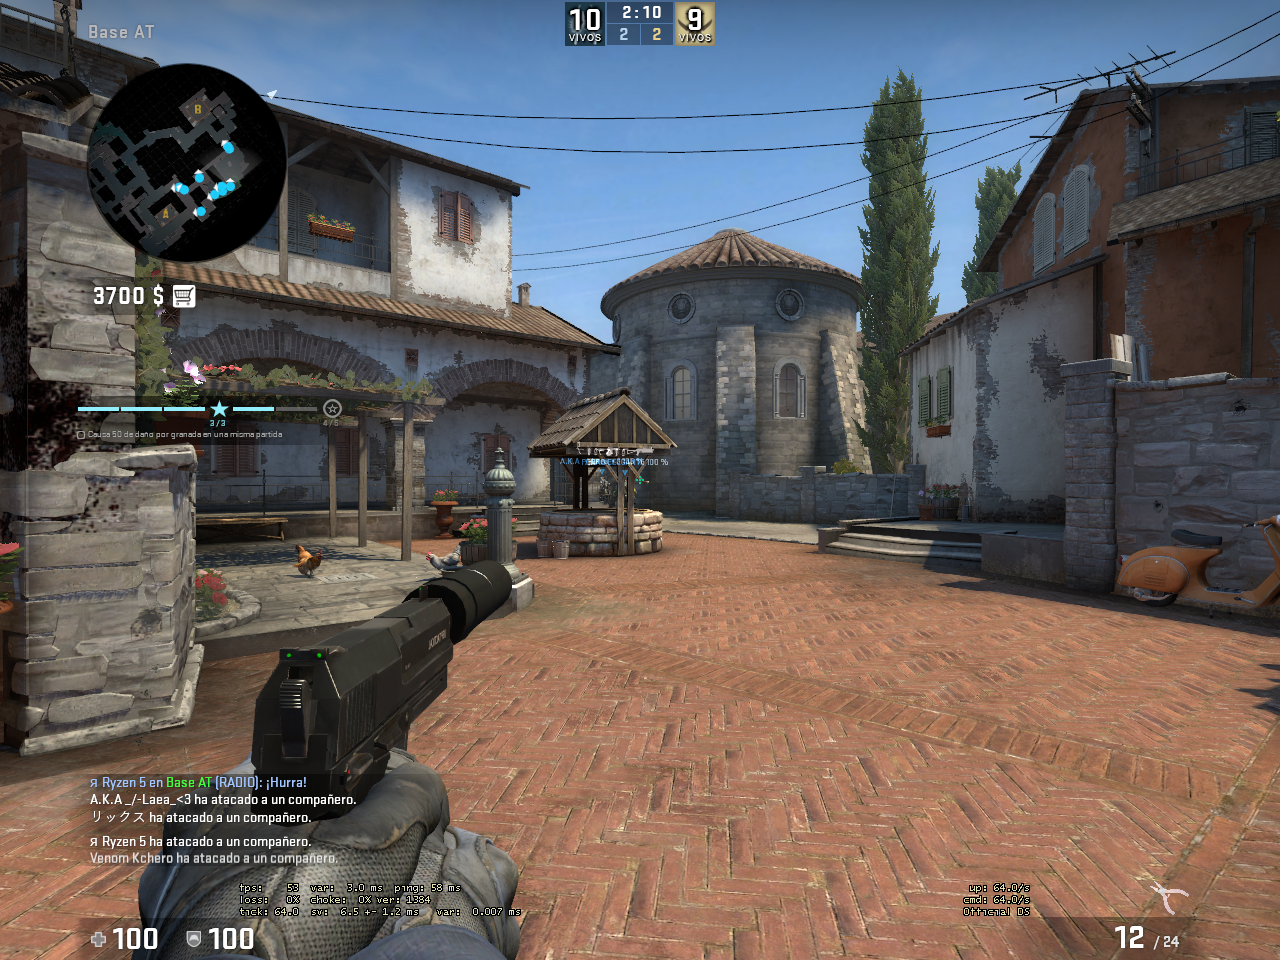 Base AT
10 2:10 9
VIVOS 2 2 VIVOS
B
A
3700 $
3/3 4/6
Causa 50 de daño por granada en una misma partida
100 %
я Ryzen 5 en Base AT (RADIO): ¡Hurra!
A.K.A _/-Laea_<3 ha atacado a un compañero.
リックス ha atacado a un compañero.
я Ryzen 5 ha atacado a un compañero.
Venom Kchero ha atacado a un compañero.
fps: 53 var: 3.0 ms ping: 58 ms
loss: 0% choke: 0% ver: 1384
tick: 64.0 sv: 6.5 +- 1.2 ms var: 0.007 ms
up: 64.0/s
cmd: 64.0/s
Official DS
100 100
12 / 24